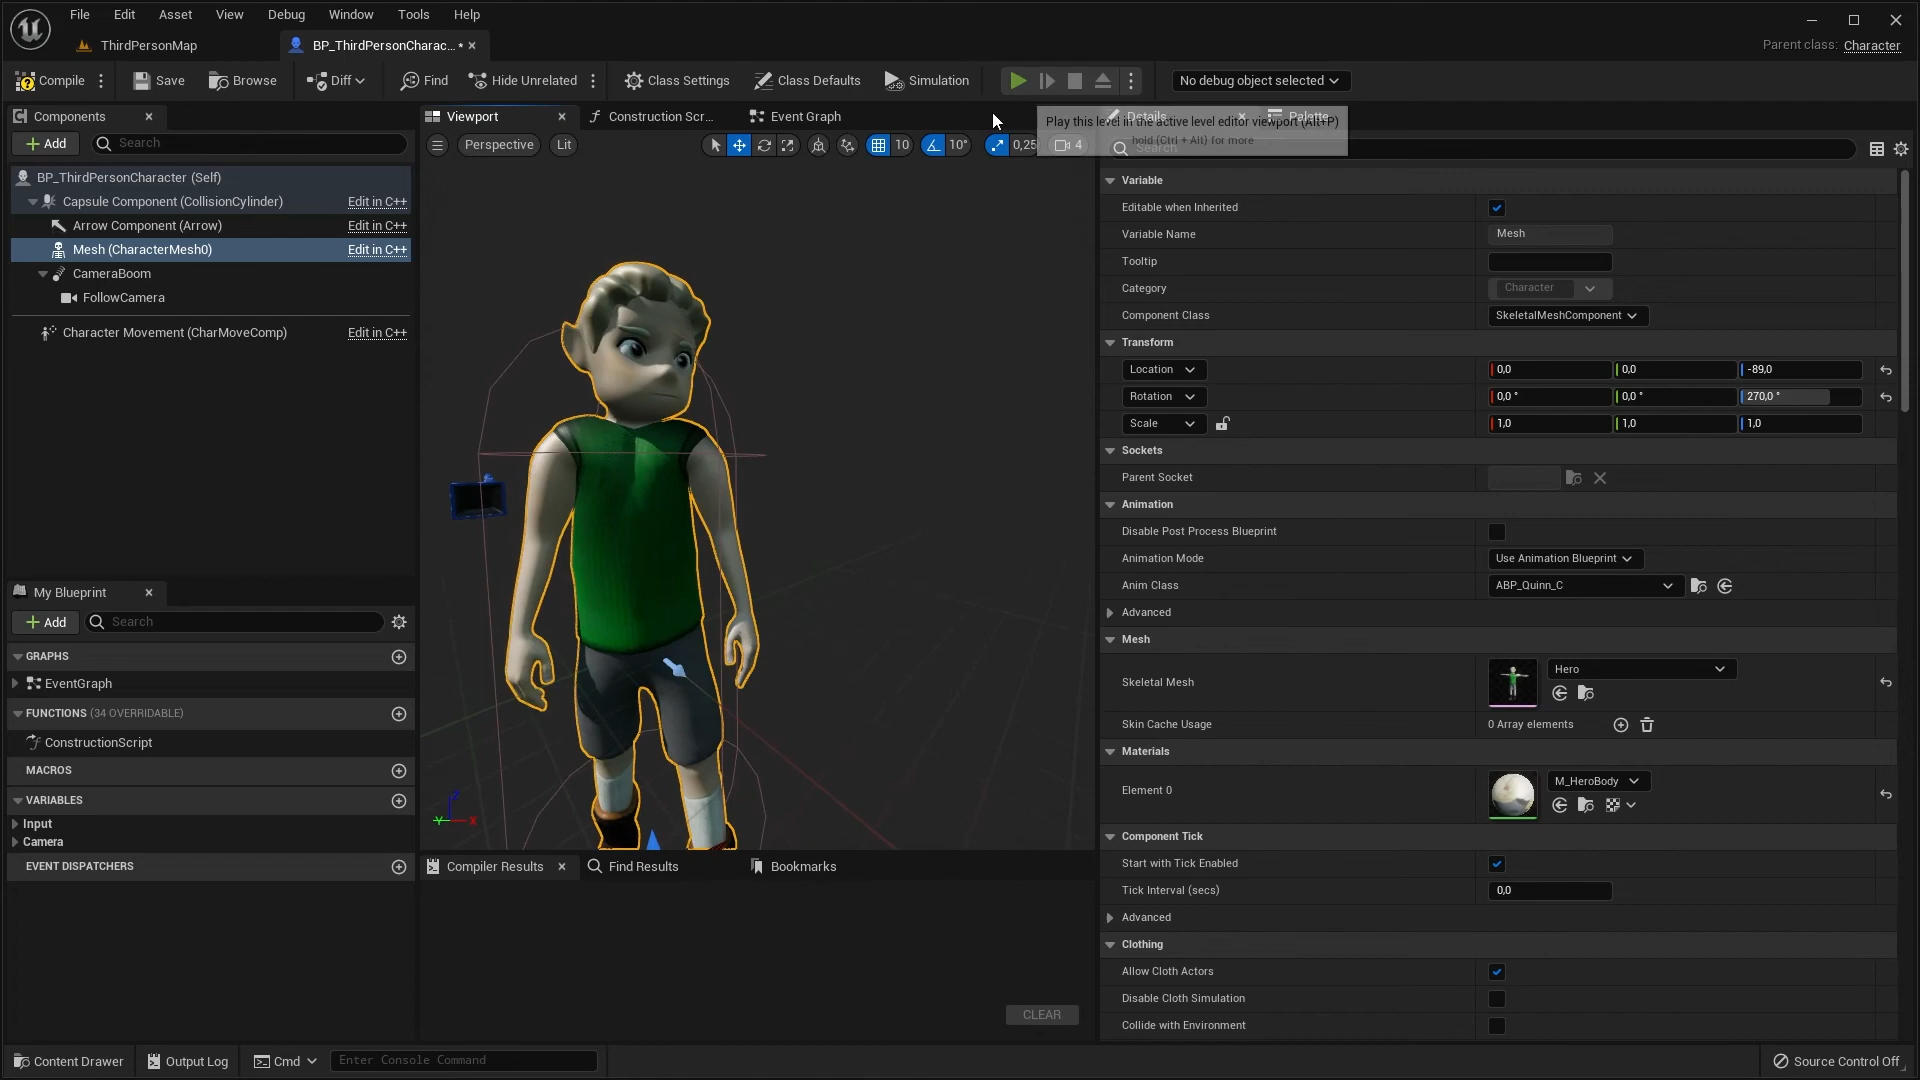 File Edit Asset View Debug Window Tools Help
ThirdPersonMap
BP_ThirdPersonCharac... *
Parent class: Character
Compile
Save
Browse
Diff
Find
Hide Unrelated
Class Settings
Class Defaults
Simulation
No debug object selected
Components
Add
Search
BP_ThirdPersonCharacter (Self)
Capsule Component (CollisionCylinder) Edit in C++
Arrow Component (Arrow) Edit in C++
Mesh (CharacterMesh0) Edit in C++
CameraBoom
FollowCamera
Character Movement (CharMoveComp) Edit in C++
My Blueprint
Add
Search
GRAPHS
EventGraph
FUNCTIONS (34 OVERRIDABLE)
ConstructionScript
MACROS
VARIABLES
Input
Camera
EVENT DISPATCHERS
Viewport
Construction Scr...
Event Graph
Perspective
Lit
10
10°
0,25
4
Play this level in the active level editor viewport (Alt+P)
hold (Ctrl + Alt) for more
Details
Palette
Search
Z
Y
X
Compiler Results
Find Results
Bookmarks
CLEAR
Variable
Editable when Inherited
Variable Name Mesh
Tooltip
Category Character
Component Class SkeletalMeshComponent
Transform
Location 0,0 0,0 -89,0
Rotation 0,0 ° 0,0 ° 270,0 °
Scale 1,0 1,0 1,0
Sockets
Parent Socket
Animation
Disable Post Process Blueprint
Animation Mode Use Animation Blueprint
Anim Class ABP_Quinn_C
Advanced
Mesh
Skeletal Mesh Hero
Skin Cache Usage 0 Array elements
Materials
Element 0 M_HeroBody
Component Tick
Start with Tick Enabled
Tick Interval (secs) 0,0
Advanced
Clothing
Allow Cloth Actors
Disable Cloth Simulation
Collide with Environment
Content Drawer
Output Log
Cmd
Enter Console Command
Source Control Off